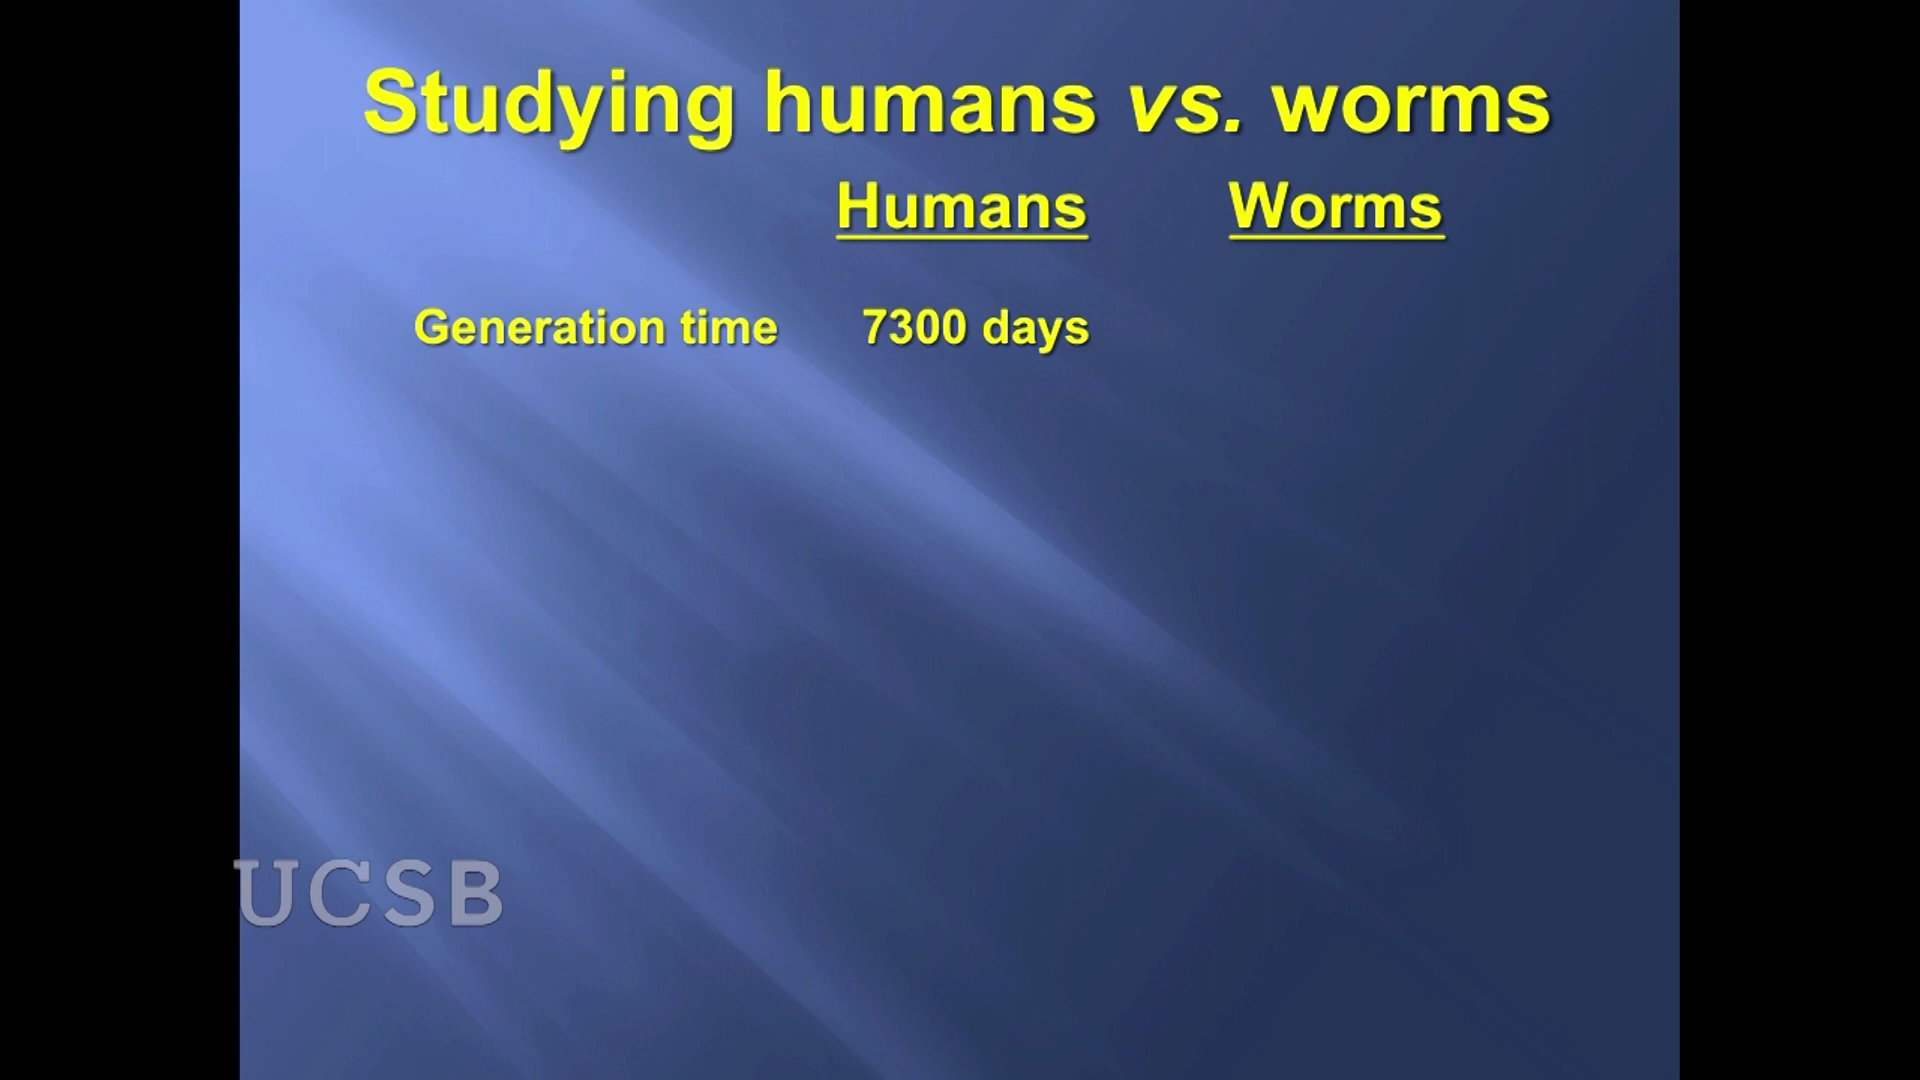 Studying humans vs. worms
Humans Worms
Generation time 7300 days
UCSB